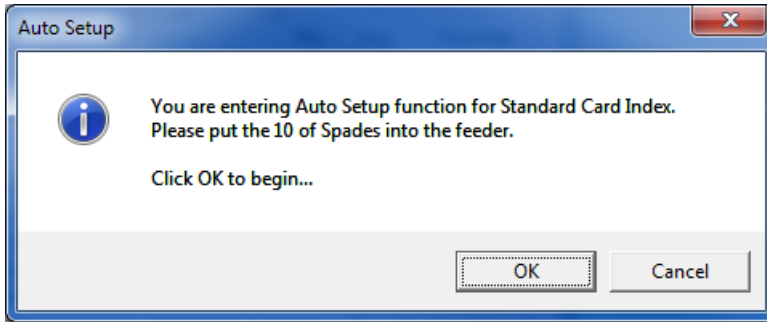 Auto Setup
You are entering Auto Setup function for Standard Card Index.
Please put the 10 of Spades into the feeder.
Click OK to begin...
OK
Cancel